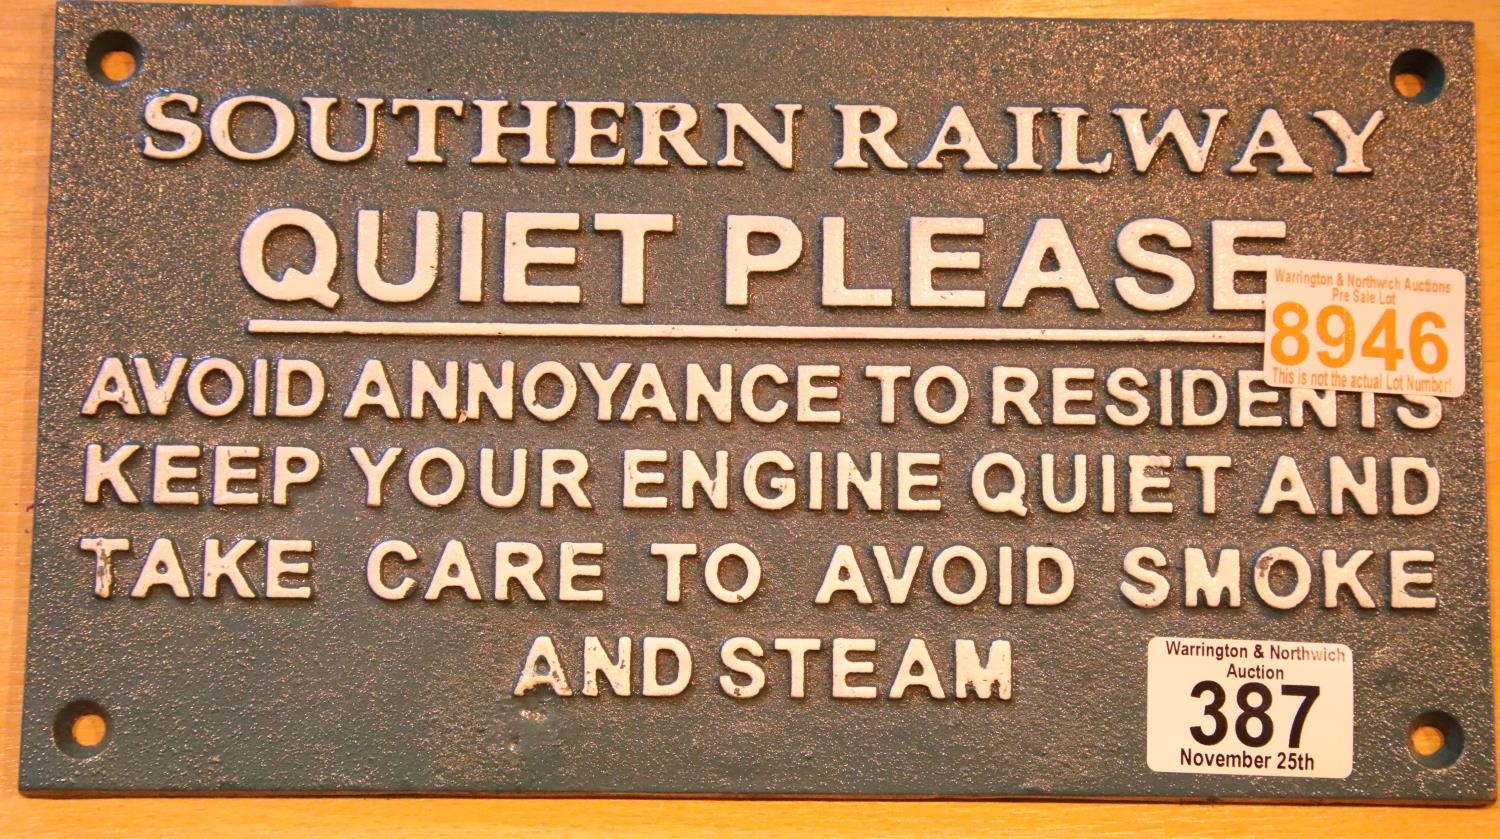 SOUTHERN RAILWAY
QUIET PLEASE
AVOID ANNOYANCE TO RESIDENTS
KEEP YOUR ENGINE QUIET AND
TAKE CARE TO AVOID SMOKE
AND STEAM
Warrington & Northwich Auctions
Pre Sale Lot
8946
This is not the actual Lot Number!
Warrington & Northwich
Auction
387
November 25th